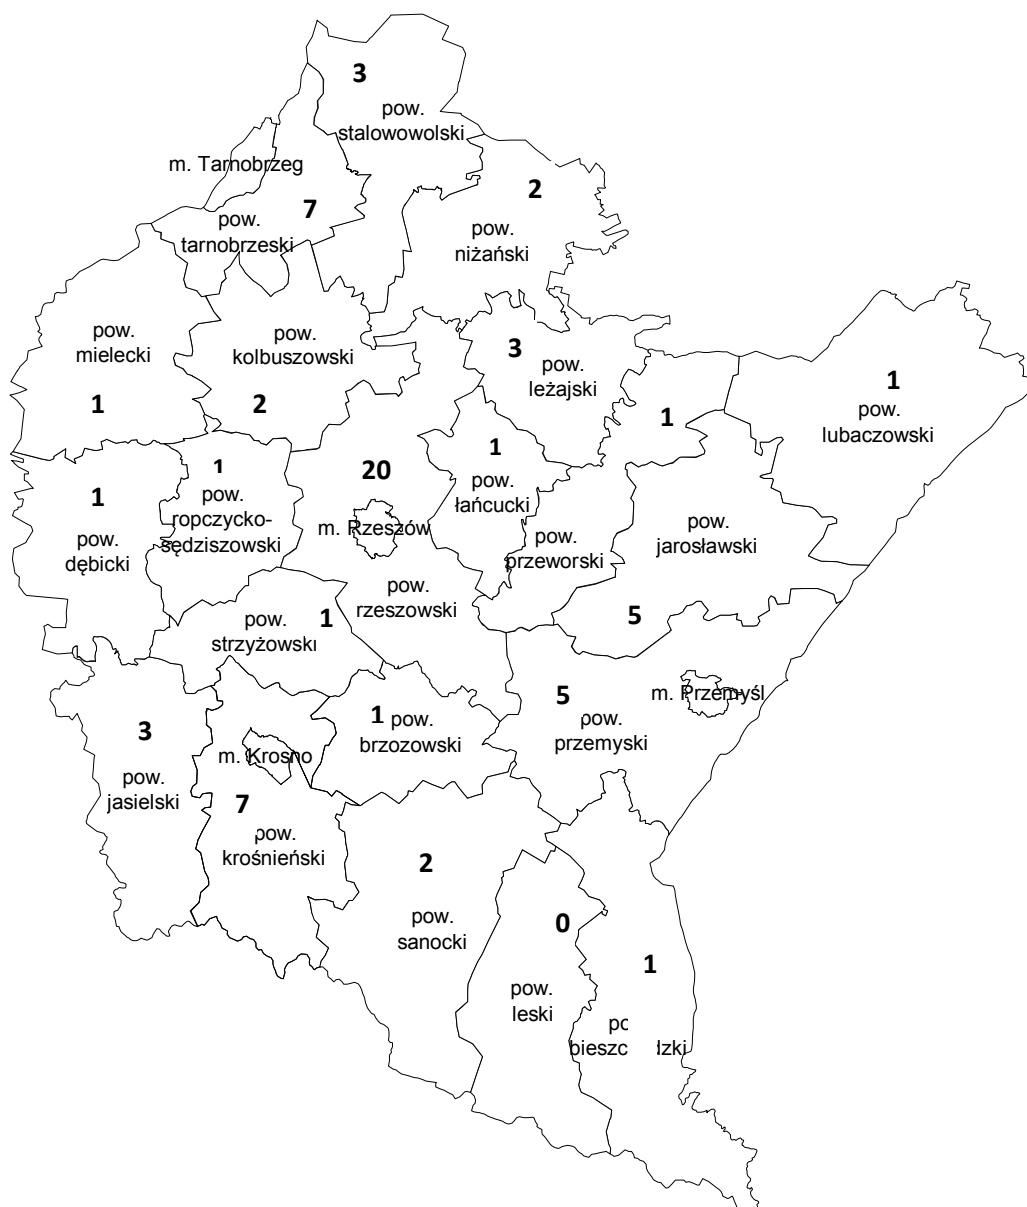 3
pow.
stalowowolski
m. Tarnobrzeg
7
pow.
tarnobrzeski
2
pow.
niżański
pow.
mielecki
1
pow.
kolbuszowski
2
3
pow.
leżajski
1
1
pow.
lubaczowski
1
pow.
dębicki
1
pow.
ropczycko-
sędziszowski
20
m. Rzeszów
pow.
rzeszowski
1
pow.
łańcucki
pow.
przeworski
pow.
jarosławski
5
pow.
strzyżowski
1
5
m. Przemyśl
pow.
przemyski
3
pow.
jasielski
m. Krosno
7
pow.
krośnieński
1 pow.
brzozowski
2
pow.
sanocki
0
pow.
leski
1